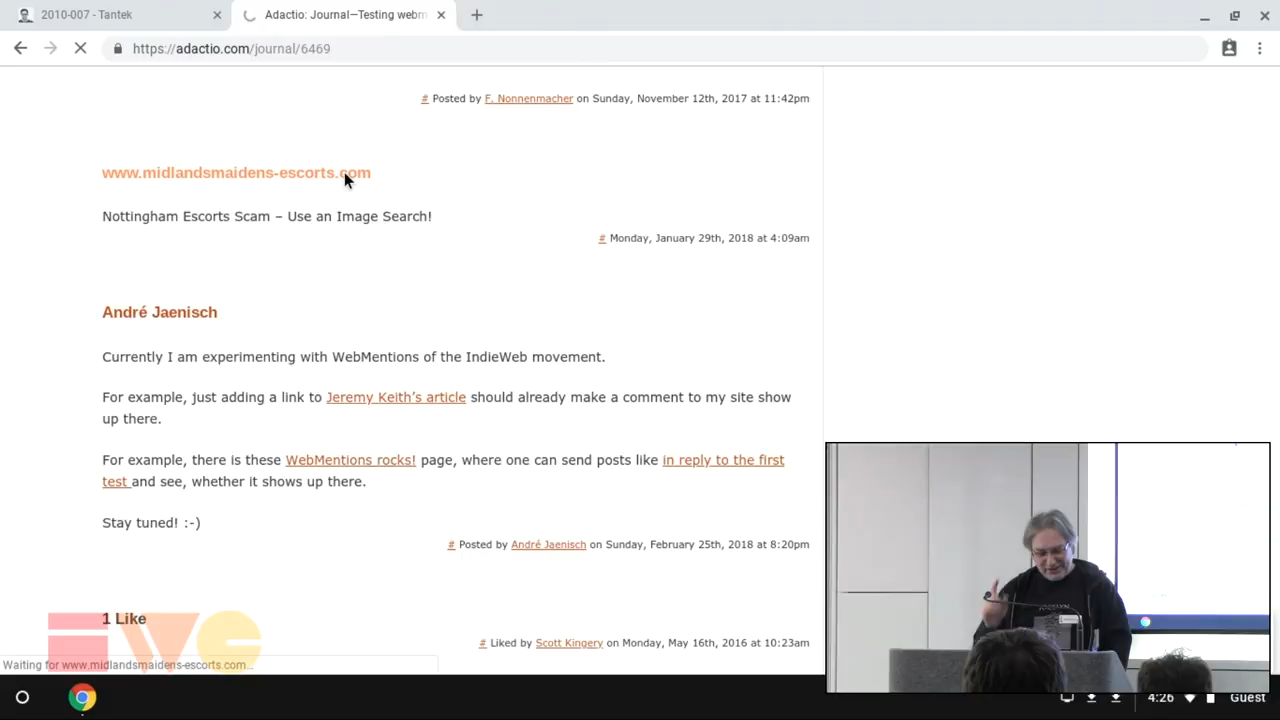 2010-007 - Tantek
Adactio: Journal—Testing webm
https://adactio.com/journal/6469
# Posted by F. Nonnenmacher on Sunday, November 12th, 2017 at 11:42pm
www.midlandsmaidens-escorts.com
Nottingham Escorts Scam – Use an Image Search!
# Monday, January 29th, 2018 at 4:09am
André Jaenisch
Currently I am experimenting with WebMentions of the IndieWeb movement.
For example, just adding a link to Jeremy Keith's article should already make a comment to my site show
up there.
For example, there is these WebMentions rocks! page, where one can send posts like in reply to the first
test and see, whether it shows up there.
Stay tuned! :-)
# Posted by André Jaenisch on Sunday, February 25th, 2018 at 8:20pm
1 Like
# Liked by Scott Kingery on Monday, May 16th, 2016 at 10:23am
IWC
Waiting for www.midlandsmaidens-escorts.com...
4:26
Guest